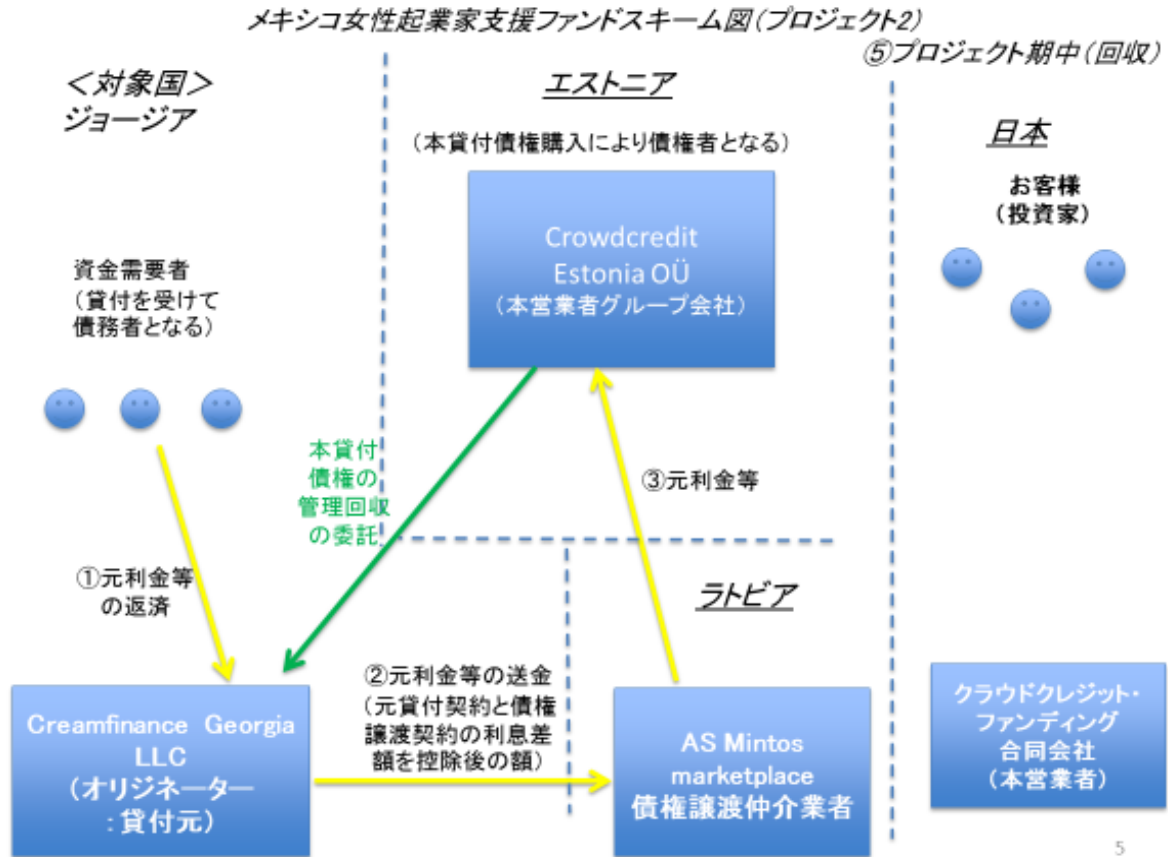 メキシコ女性起業家支援ファンドスキーム図(プロジェクト2)
⑤プロジェクト期中(回収)
＜対象国＞
ジョージア
エストニア
(本貸付債権購入により債権者となる)
日本
お客様
(投資家)
Crowdcredit
Estonia OÜ
(本営業者グループ会社)
資金需要者
(貸付を受けて
債務者となる)
本貸付
債権の
管理回収
の委託
③元利金等
①元利金等
の返済
ラトビア
②元利金等の送金
(元貸付契約と債権
譲渡契約の利息差
額を控除後の額)
Creamfinance Georgia
LLC
(オリジネーター
:貸付元)
AS Mintos
marketplace
債権譲渡仲介業者
クラウドクレジット・
ファンディング
合同会社
(本営業者)
5